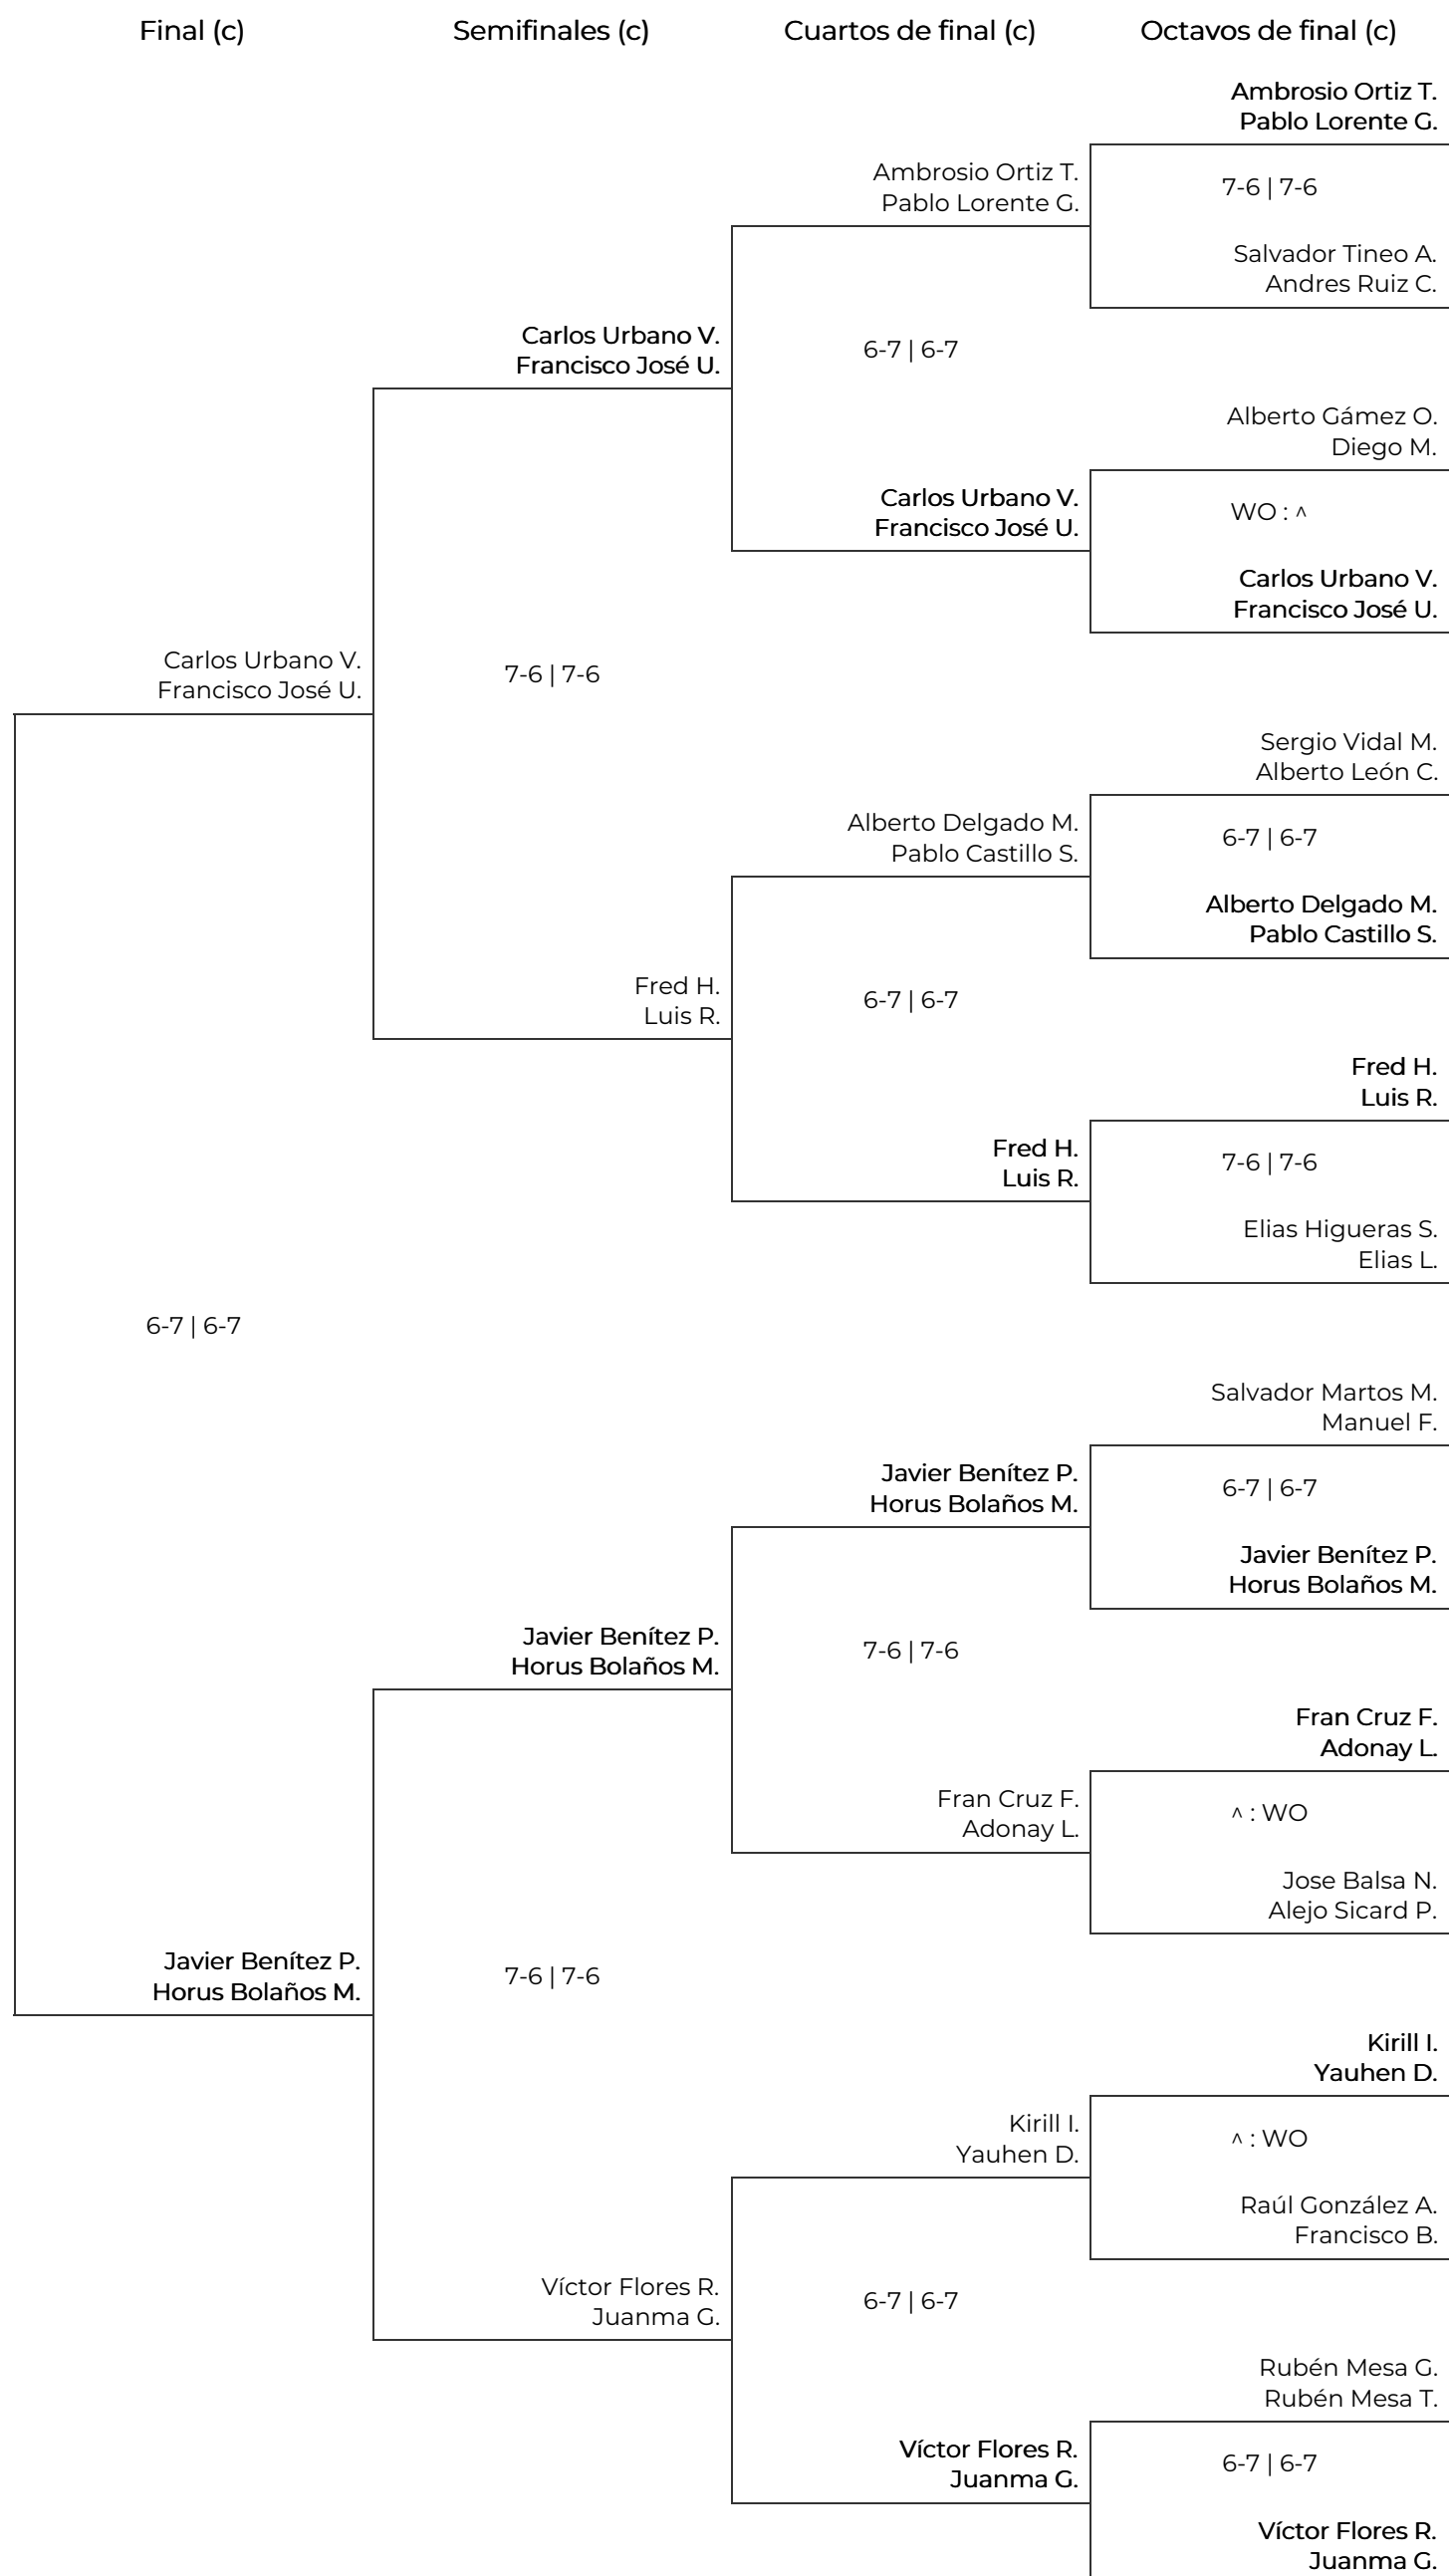 Final (c)
Semifinales (c)
Cuartos de final (c)
Octavos de final (c)
Ambrosio Ortiz T.
Pablo Lorente G.
Ambrosio Ortiz T.
Pablo Lorente G.
7-6 | 7-6
Salvador Tineo A.
Andres Ruiz C.
Carlos Urbano V.
Francisco José U.
6-7 | 6-7
Alberto Gámez O.
Diego M.
Carlos Urbano V.
Francisco José U.
WO : ^
Carlos Urbano V.
Francisco José U.
Carlos Urbano V.
Francisco José U.
7-6 | 7-6
Sergio Vidal M.
Alberto León C.
Alberto Delgado M.
Pablo Castillo S.
6-7 | 6-7
Alberto Delgado M.
Pablo Castillo S.
Fred H.
Luis R.
6-7 | 6-7
Fred H.
Luis R.
Fred H.
Luis R.
7-6 | 7-6
Elias Higueras S.
Elias L.
6-7 | 6-7
Salvador Martos M.
Manuel F.
Javier Benítez P.
Horus Bolaños M.
6-7 | 6-7
Javier Benítez P.
Horus Bolaños M.
Javier Benítez P.
Horus Bolaños M.
7-6 | 7-6
Fran Cruz F.
Adonay L.
Fran Cruz F.
Adonay L.
^ : WO
Jose Balsa N.
Alejo Sicard P.
Javier Benítez P.
Horus Bolaños M.
7-6 | 7-6
Kirill I.
Yauhen D.
Kirill I.
Yauhen D.
^ : WO
Raúl González A.
Francisco B.
Víctor Flores R.
Juanma G.
6-7 | 6-7
Rubén Mesa G.
Rubén Mesa T.
Víctor Flores R.
Juanma G.
6-7 | 6-7
Víctor Flores R.
Juanma G.